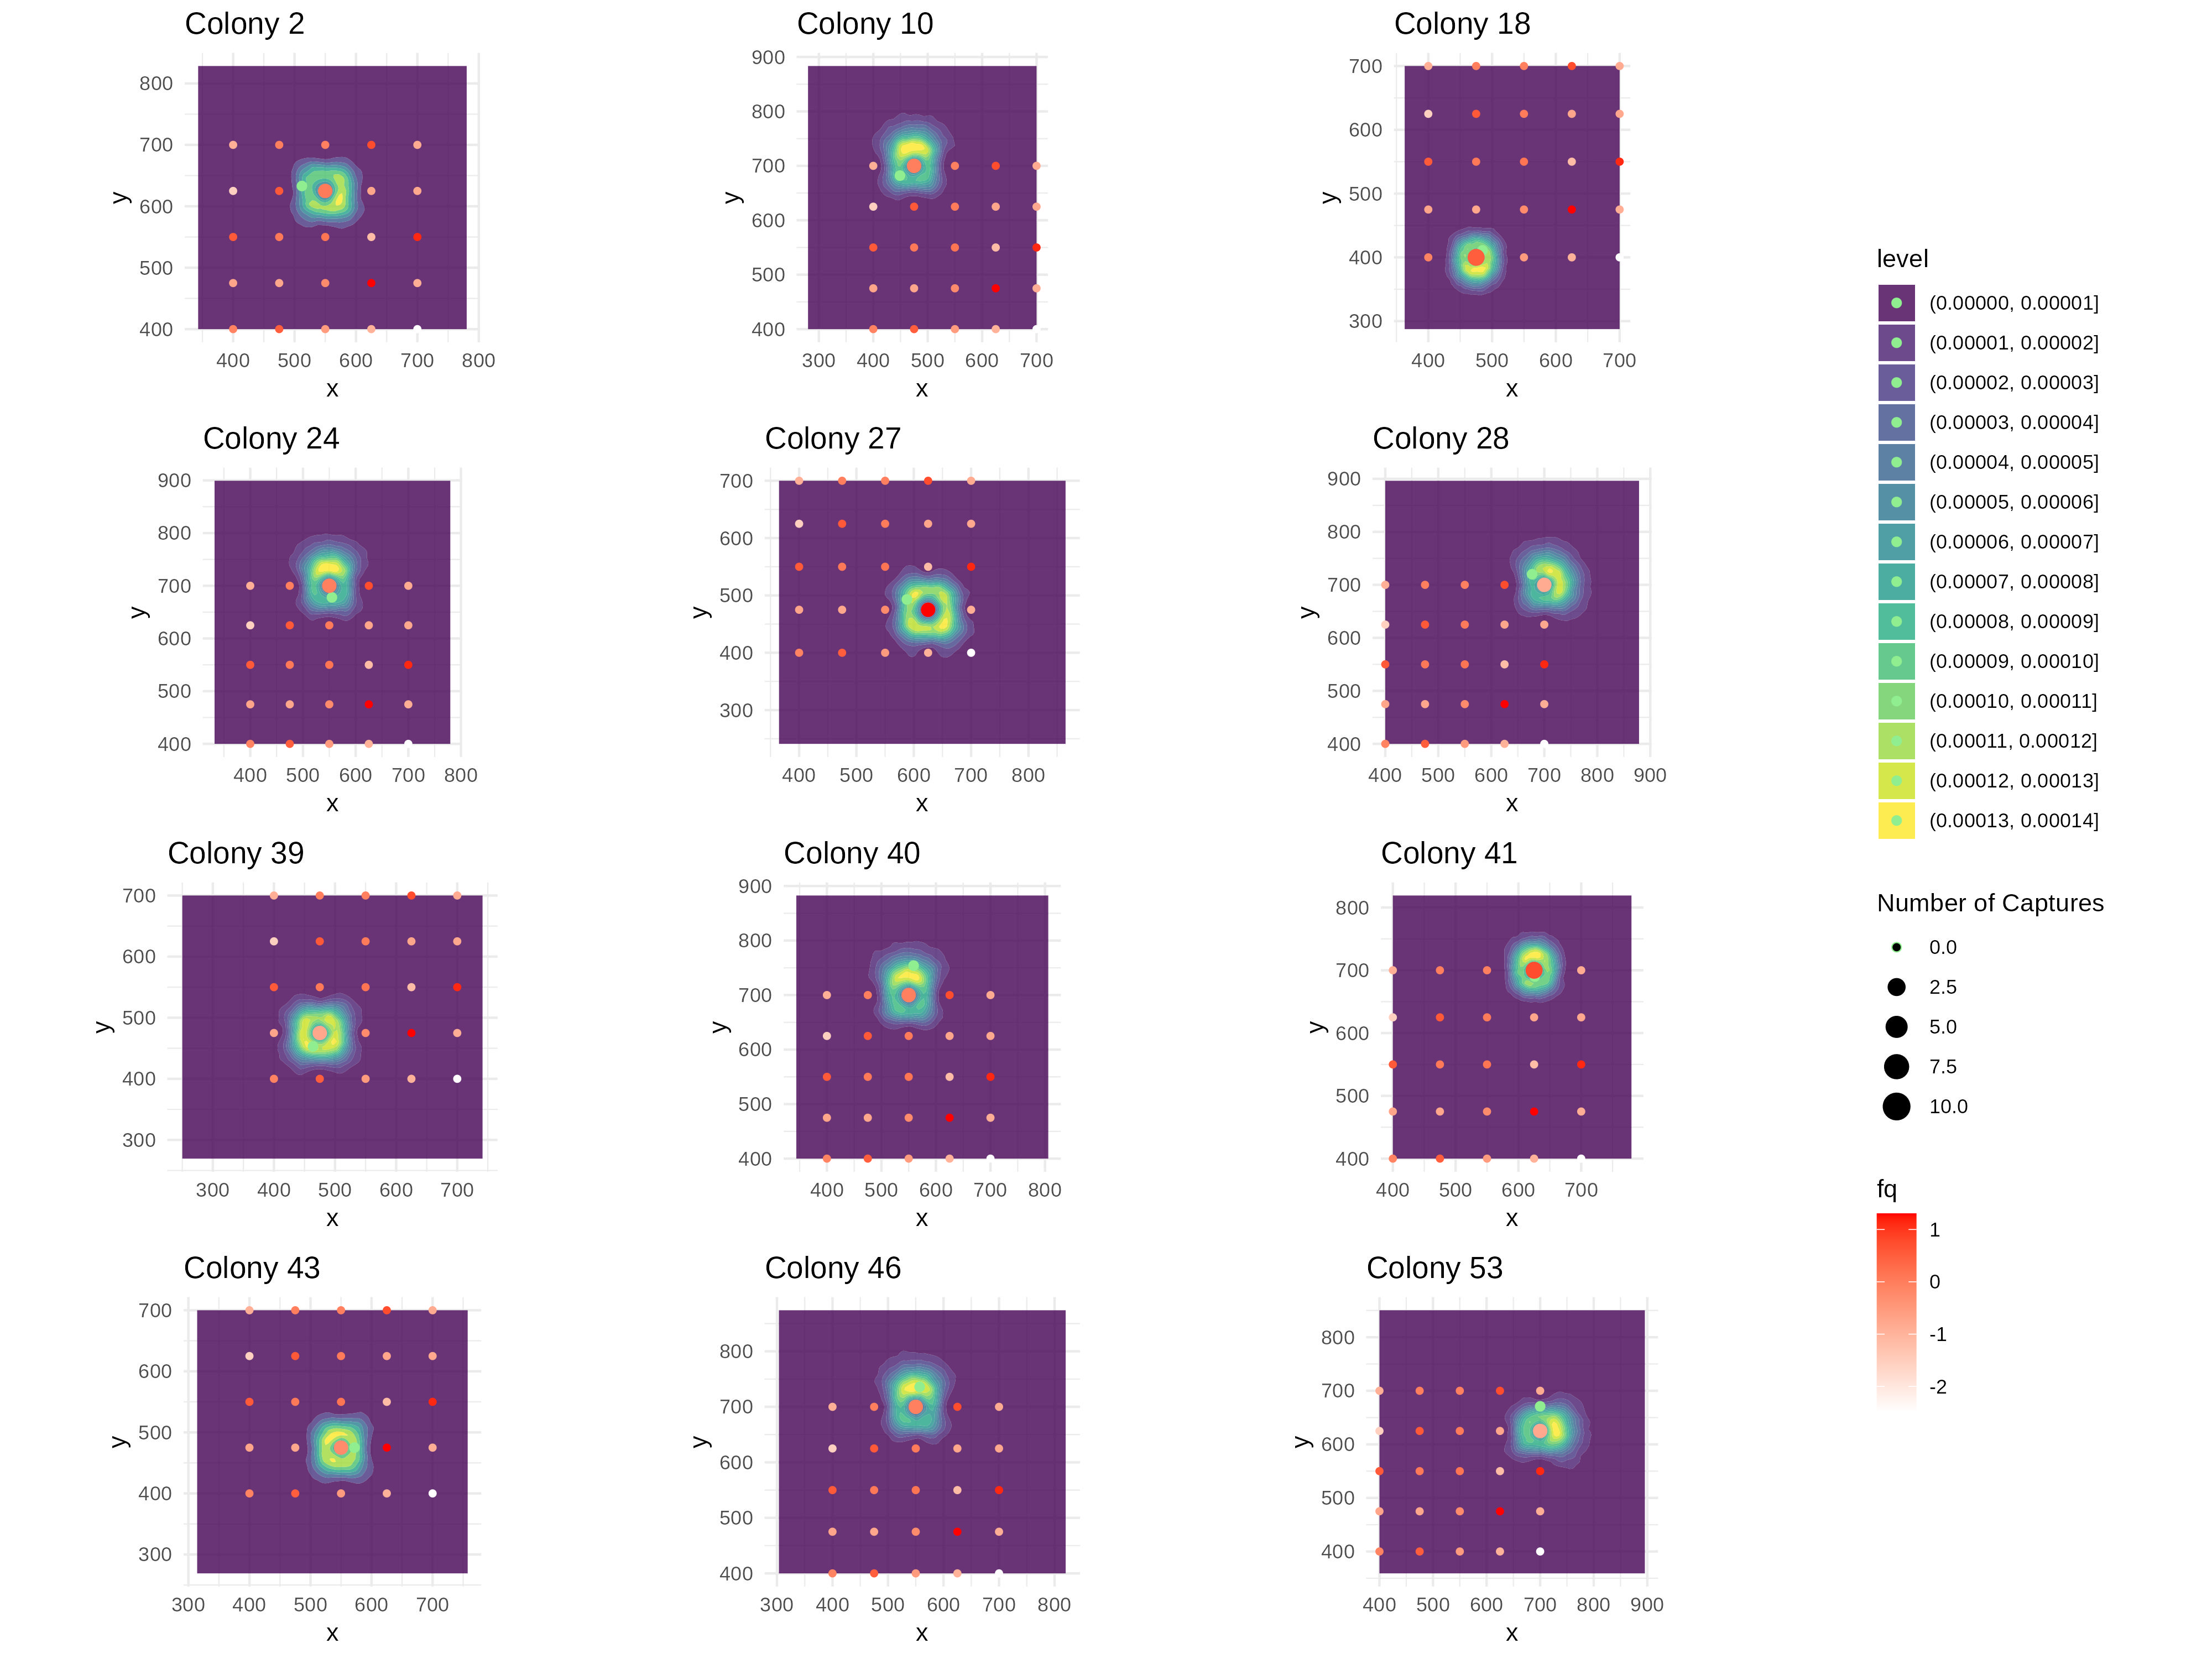 Colony 2
Colony 10
Colony 18
y
800
700
600
500
400
400 500 600 700 800
x
y
900
800
700
600
500
400
300 400 500 600 700
x
y
700
600
500
400
300
400 500 600 700
x
Colony 24
Colony 27
Colony 28
y
900
800
700
600
500
400
400 500 600 700 800
x
y
700
600
500
400
300
400 500 600 700 800
x
y
900
800
700
600
500
400
400 500 600 700 800 900
x
Colony 39
Colony 40
Colony 41
y
700
600
500
400
300
300 400 500 600 700
x
y
900
800
700
600
500
400
400 500 600 700 800
x
y
800
700
600
500
400
400 500 600 700
x
Colony 43
Colony 46
Colony 53
y
700
600
500
400
300
300 400 500 600 700
x
y
800
700
600
500
400
300 400 500 600 700 800
x
y
800
700
600
500
400
400 500 600 700 800 900
x
level
(0.00000, 0.00001]
(0.00001, 0.00002]
(0.00002, 0.00003]
(0.00003, 0.00004]
(0.00004, 0.00005]
(0.00005, 0.00006]
(0.00006, 0.00007]
(0.00007, 0.00008]
(0.00008, 0.00009]
(0.00009, 0.00010]
(0.00010, 0.00011]
(0.00011, 0.00012]
(0.00012, 0.00013]
(0.00013, 0.00014]
Number of Captures
0.0
2.5
5.0
7.5
10.0
fq
1
0
-1
-2